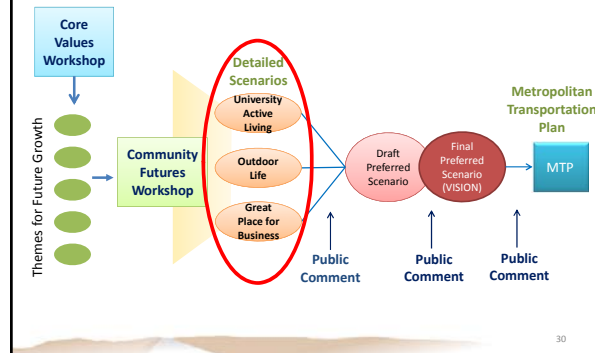 Core
Values
Workshop
Themes for Future Growth
Community
Futures
Workshop
Detailed
Scenarios
University
Active
Living
Outdoor
Life
Great
Place for
Business
Draft
Preferred
Scenario
Final
Preferred
Scenario
(VISION)
Metropolitan
Transportation
Plan
MTP
Public
Comment
Public
Comment
Public
Comment
30